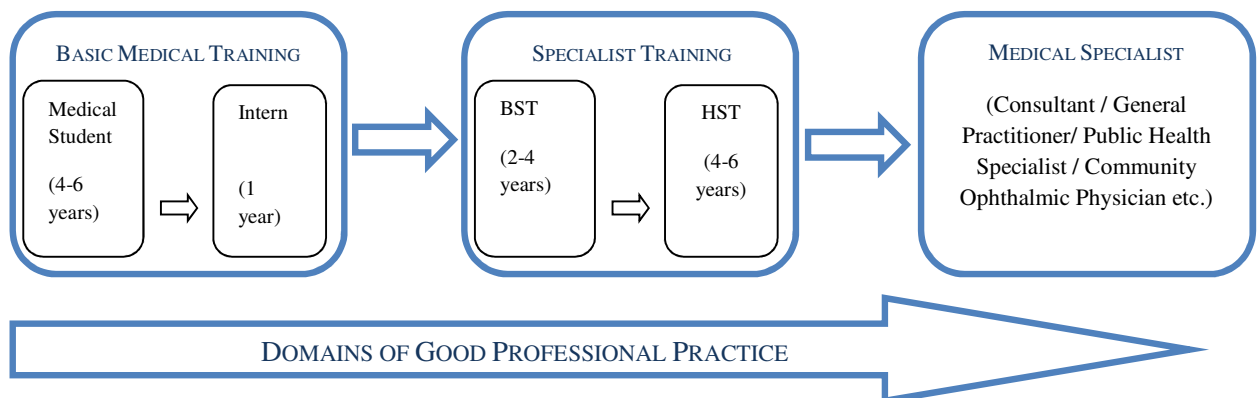 BASIC MEDICAL TRAINING
Medical
Student
(4-6
years)
Intern
(1
year)
SPECIALIST TRAINING
BST
(2-4
years)
HST
(4-6
years)
MEDICAL SPECIALIST
(Consultant / General
Practitioner/ Public Health
Specialist / Community
Ophthalmic Physician etc.)
DOMAINS OF GOOD PROFESSIONAL PRACTICE